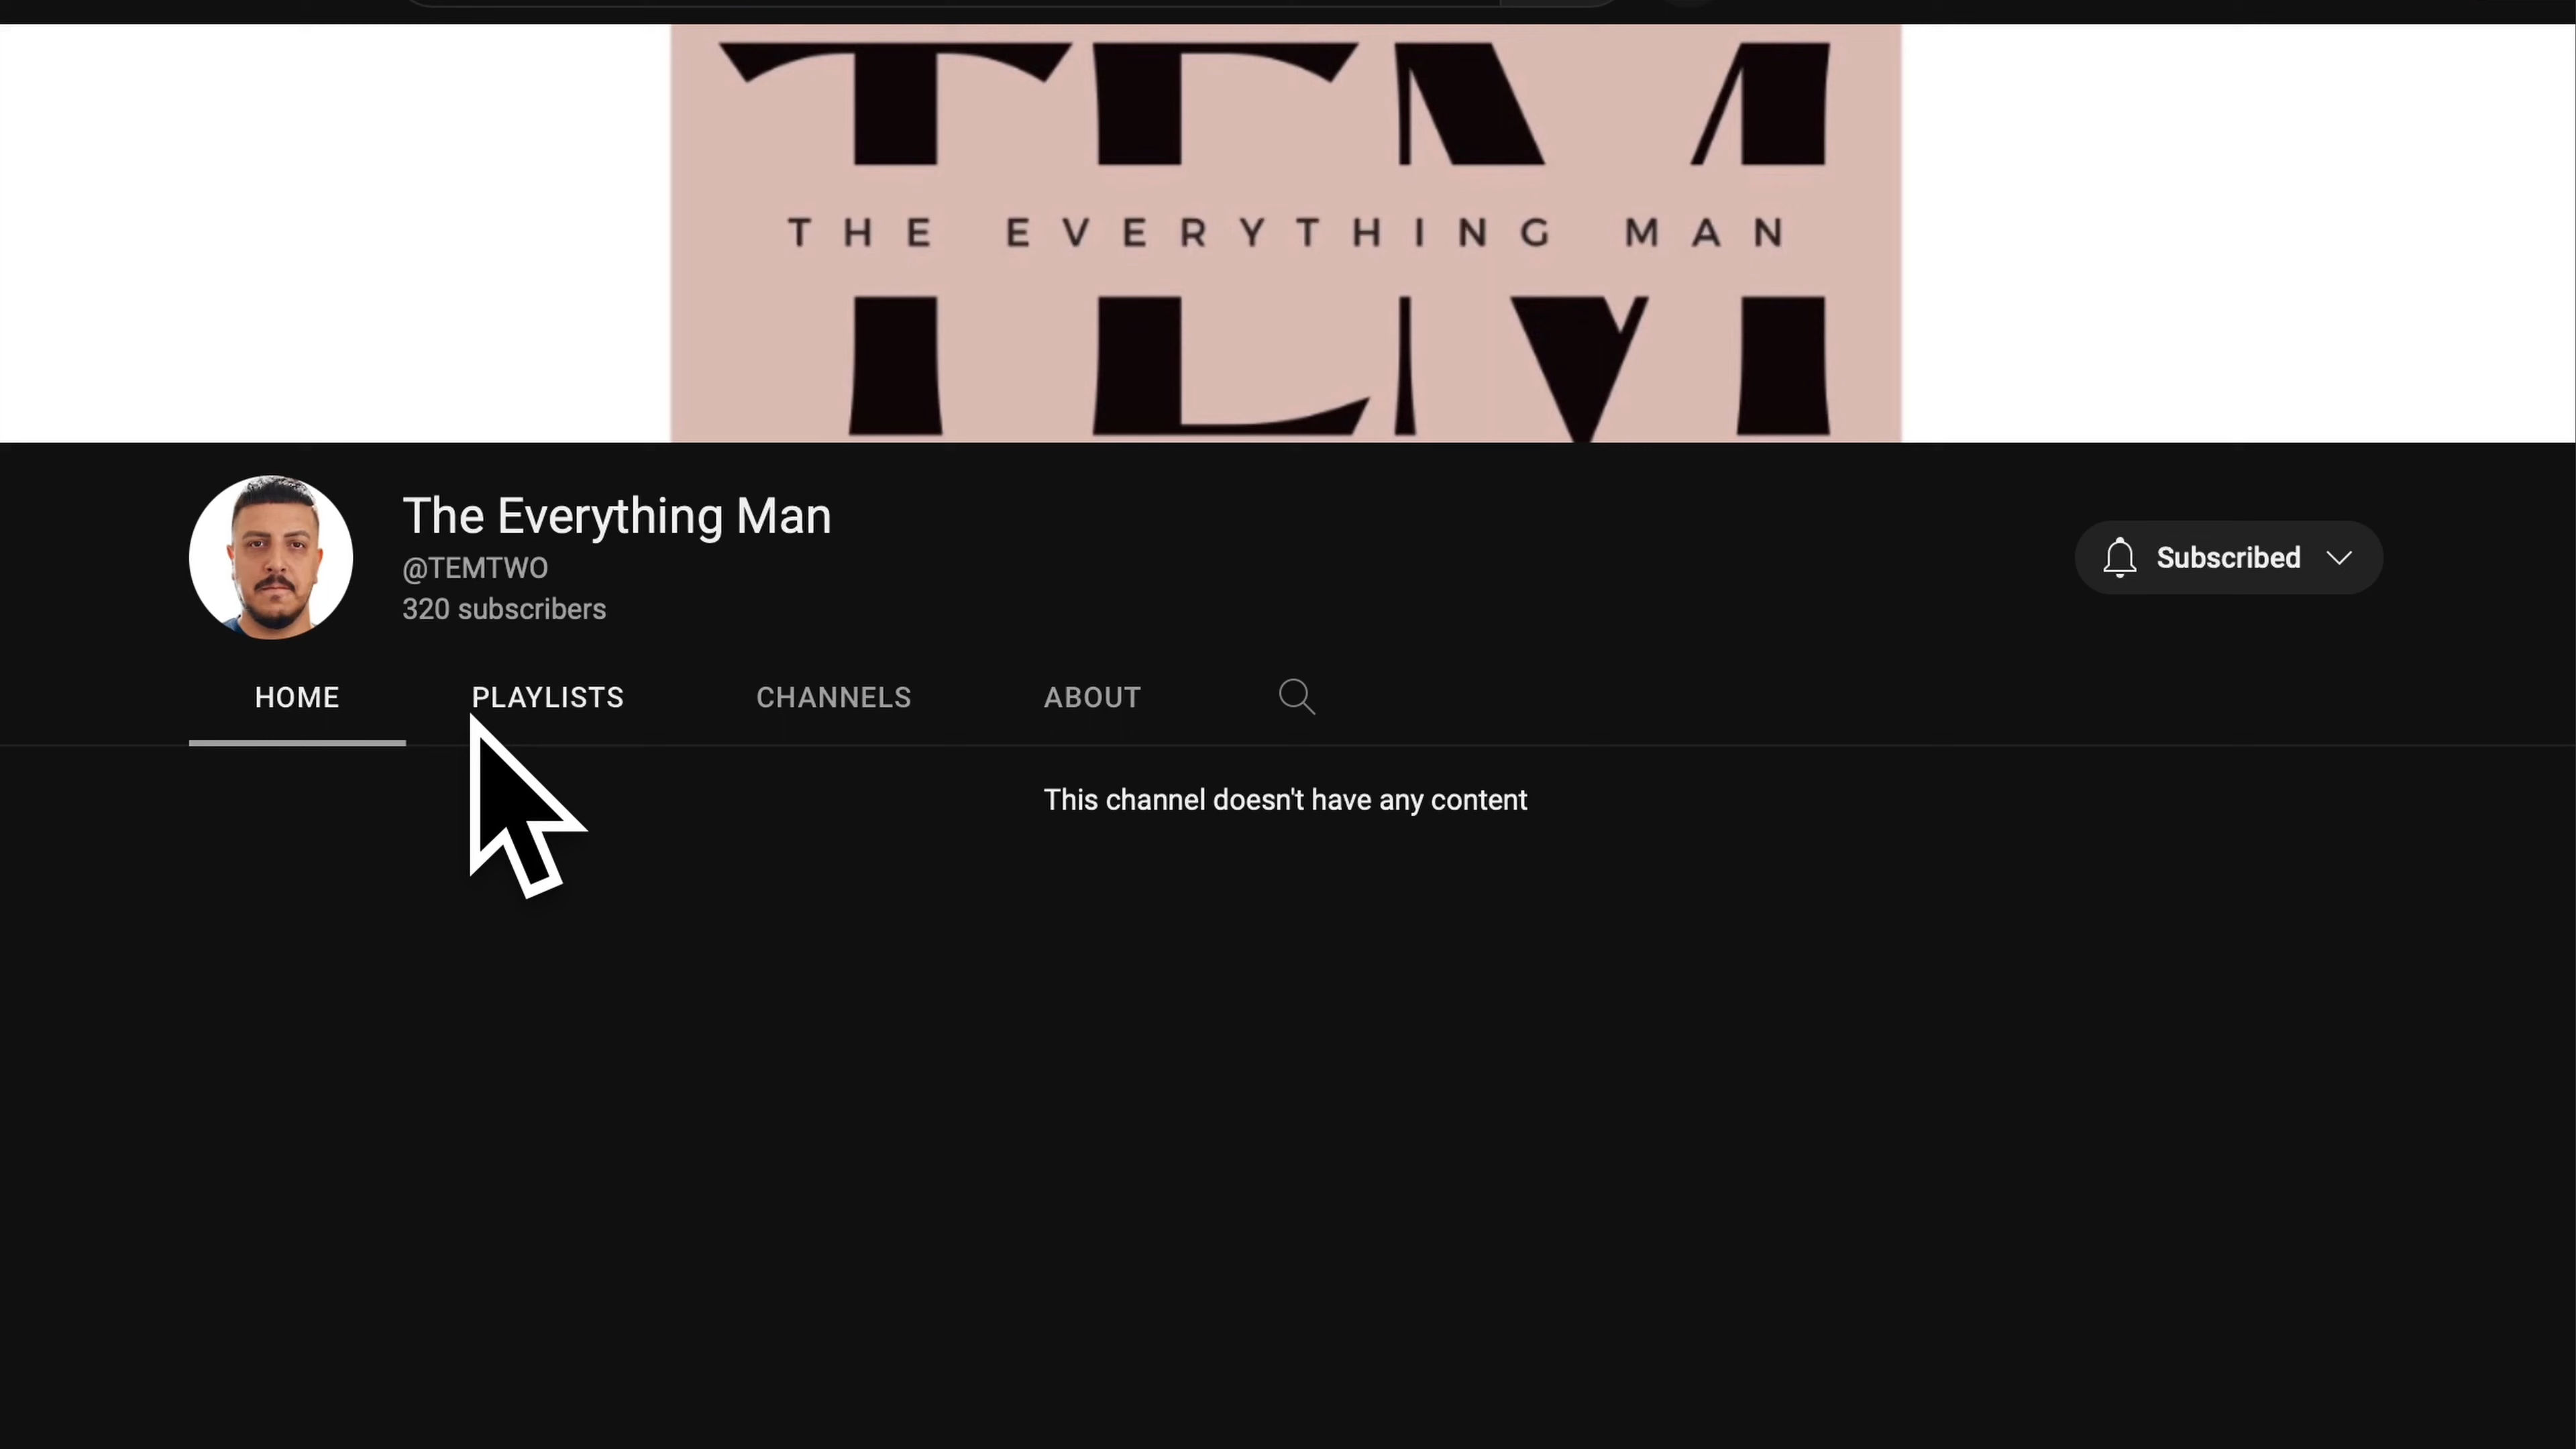 TEM
THE EVERYTHING MAN
The Everything Man
@TEMTWO
320 subscribers
Subscribed
HOME PLAYLISTS CHANNELS ABOUT
This channel doesn't have any content